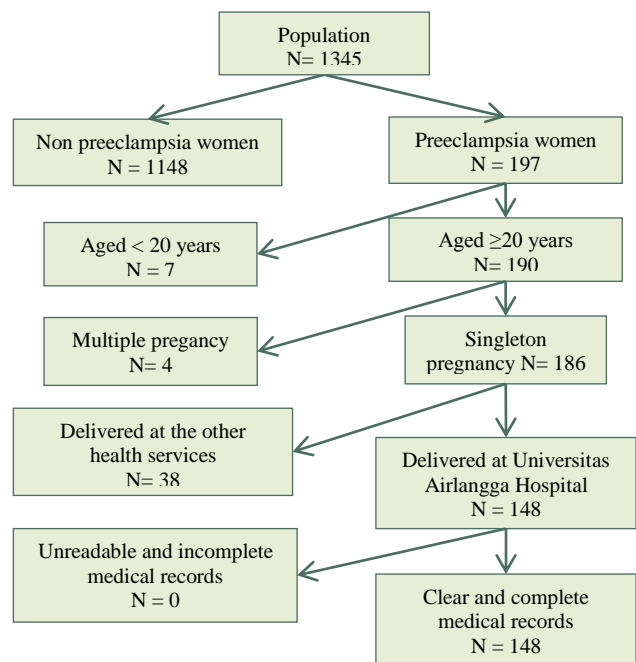 Population
N= 1345
Non preeclampsia women
N = 1148
Preeclampsia women
N = 197
Aged < 20 years
N = 7
Aged ≥20 years
N= 190
Multiple pregancy
N= 4
Singleton
pregnancy N= 186
Delivered at the other
health services
N= 38
Delivered at Universitas
Airlangga Hospital
N = 148
Unreadable and incomplete
medical records
N = 0
Clear and complete
medical records
N = 148